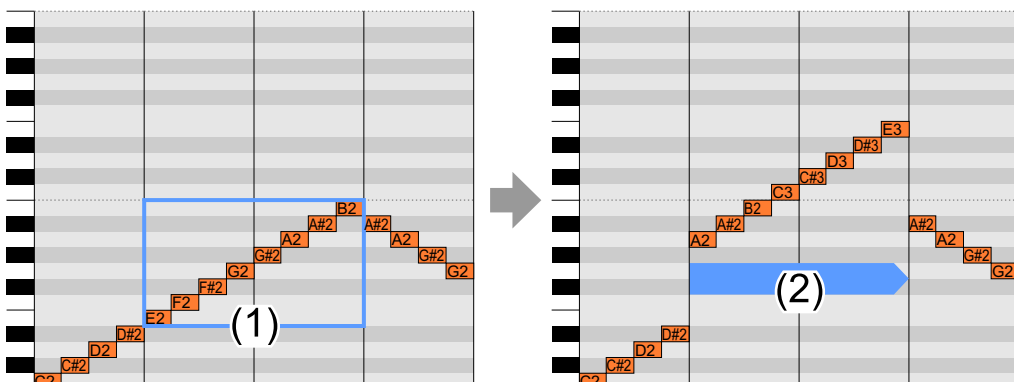 B2 A#2
A#2 A2
A2 G#2
G#2 G2
G2
F#2
F2
E2
(1)
D#2
D2
C#2
C2
E3
D#3
D3
C#3
C3
B2
A#2 A#2
A2 A2
G#2
G2
(2)
D#2
D2
C#2
C2